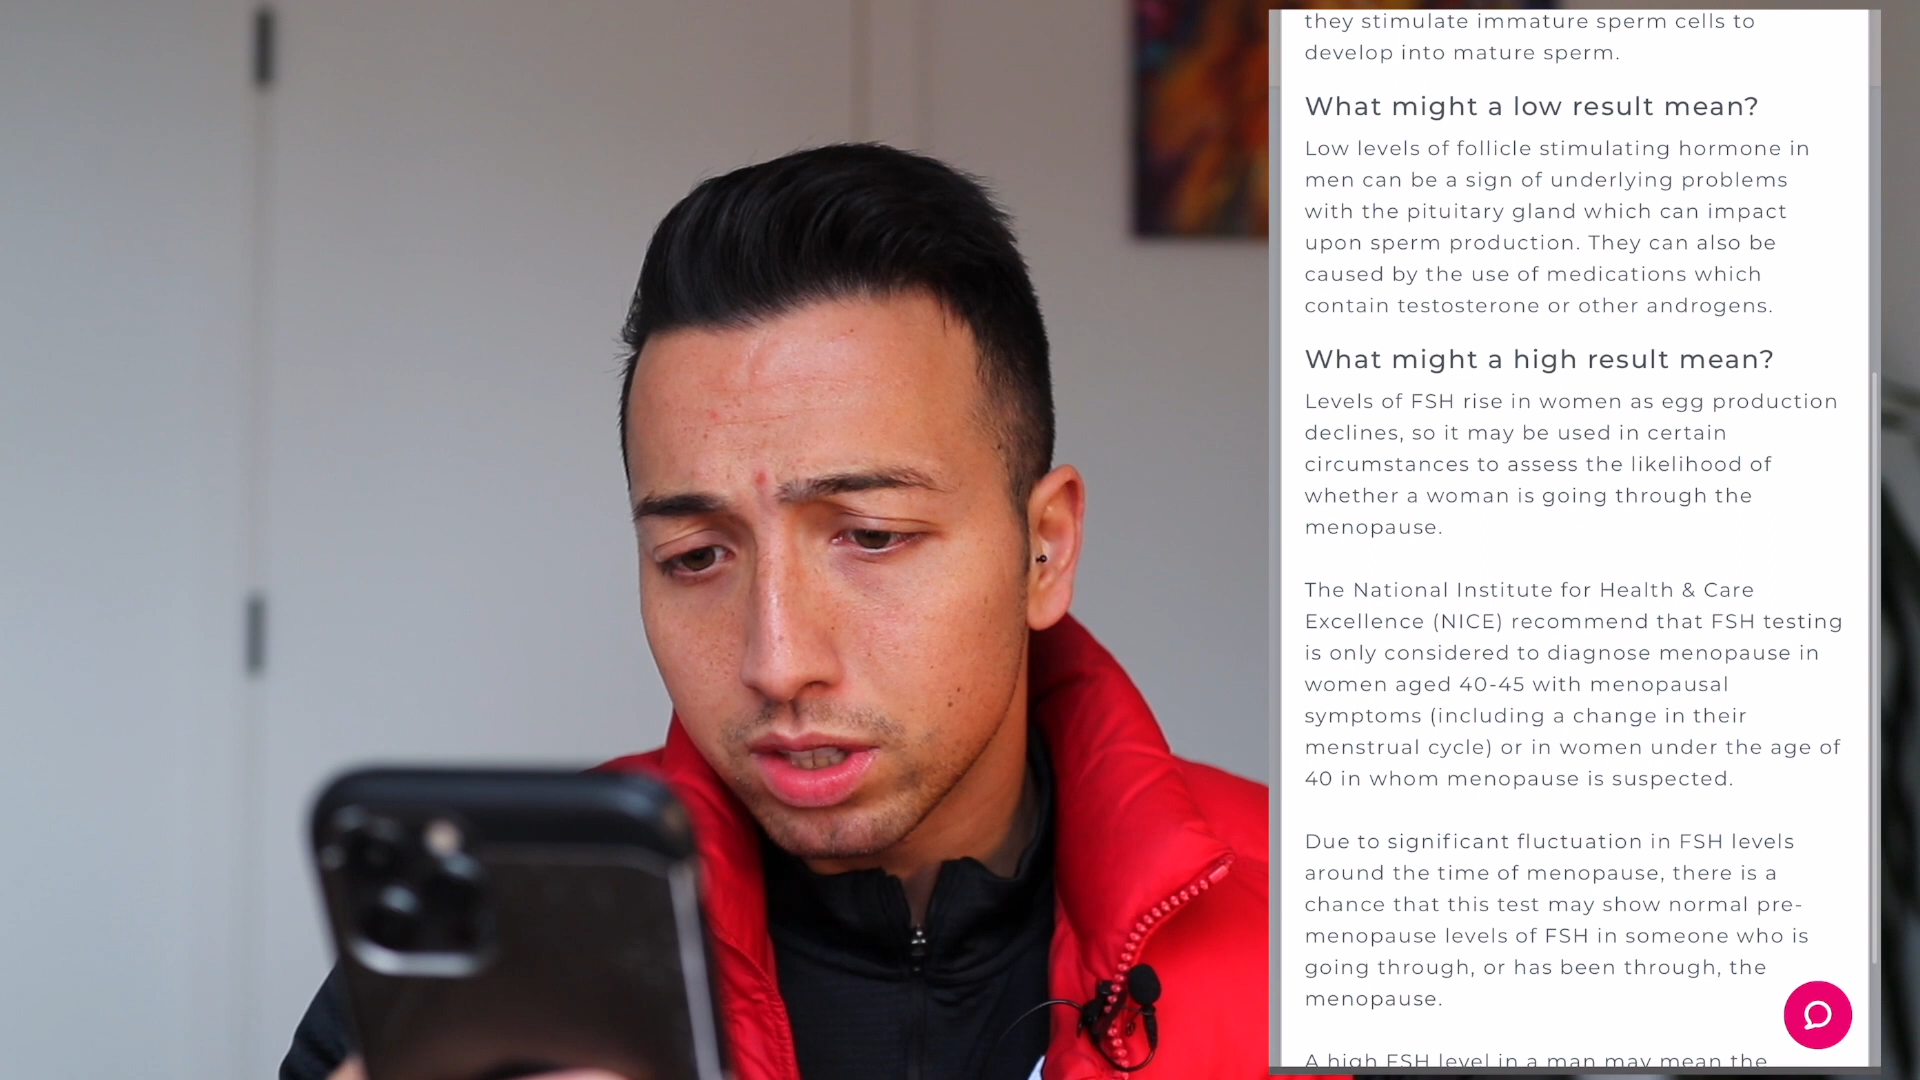 they stimulate immature sperm cells to
develop into mature sperm.
What might a low result mean?
Low levels of follicle stimulating hormone in
men can be a sign of underlying problems
with the pituitary gland which can impact
upon sperm production. They can also be
caused by the use of medications which
contain testosterone or other androgens.
What might a high result mean?
Levels of FSH rise in women as egg production
declines, so it may be used in certain
circumstances to assess the likelihood of
whether a woman is going through the
menopause.
The National Institute for Health & Care
Excellence (NICE) recommend that FSH testing
is only considered to diagnose menopause in
women aged 40-45 with menopausal
symptoms (including a change in their
menstrual cycle) or in women under the age of
40 in whom menopause is suspected.
Due to significant fluctuation in FSH levels
around the time of menopause, there is a
chance that this test may show normal pre-
menopause levels of FSH in someone who is
going through, or has been through, the
menopause.
A high FSH level in a man may mean the